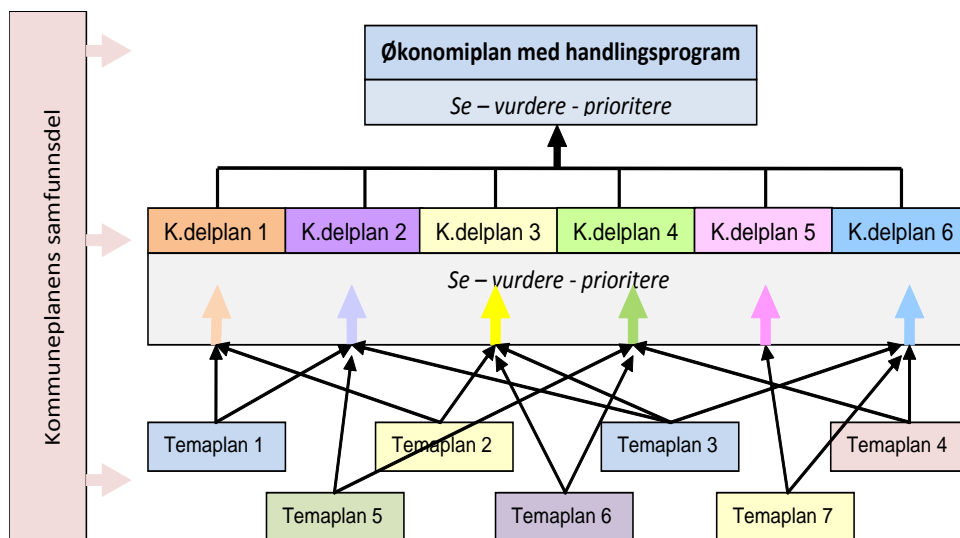 Kommuneplanens samfunnsdel
Økonomiplan med handlingsprogram
Se – vurdere - prioritere
K.delplan 1
K.delplan 2
K.delplan 3
K.delplan 4
K.delplan 5
K.delplan 6
Se – vurdere - prioritere
Temaplan 1
Temaplan 2
Temaplan 3
Temaplan 4
Temaplan 5
Temaplan 6
Temaplan 7